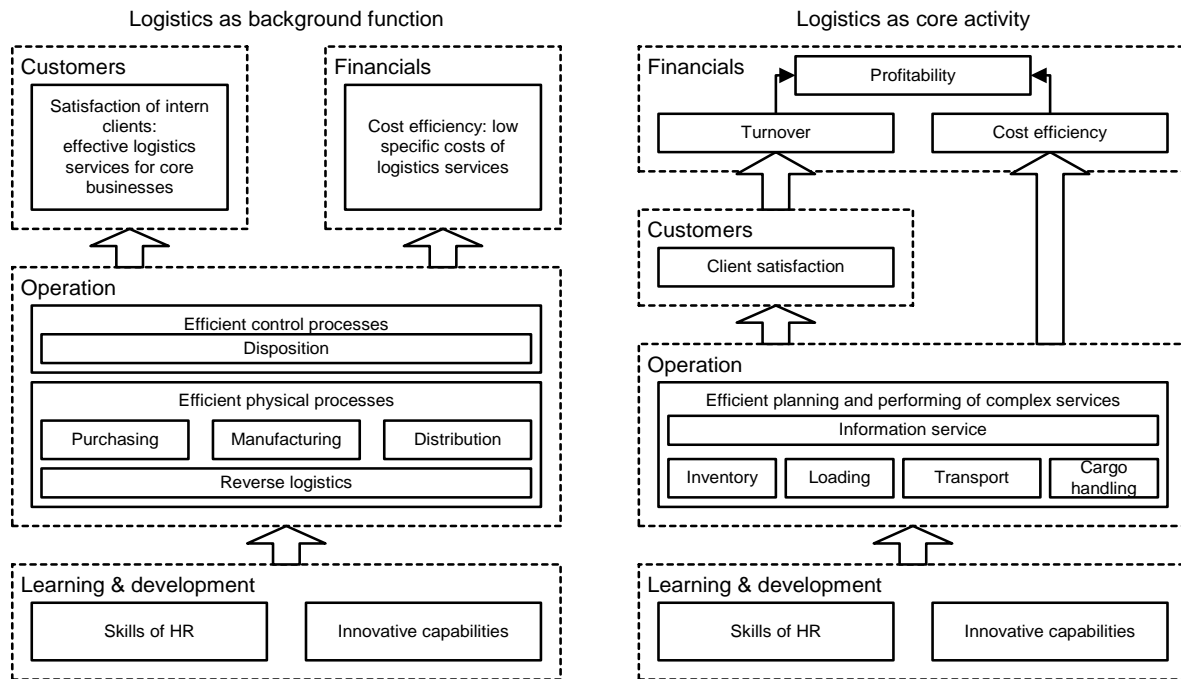 Logistics as background function
Customers
Satisfaction of intern
clients:
effective logistics
services for core
businesses
Financials
Cost efficiency: low
specific costs of
logistics services
Operation
Efficient control processes
Disposition
Efficient physical processes
Purchasing
Manufacturing
Distribution
Reverse logistics
Learning & development
Skills of HR
Innovative capabilities
Logistics as core activity
Financials
Profitability
Turnover
Cost efficiency
Customers
Client satisfaction
Operation
Efficient planning and performing of complex services
Information service
Inventory
Loading
Transport
Cargo
handling
Learning & development
Skills of HR
Innovative capabilities